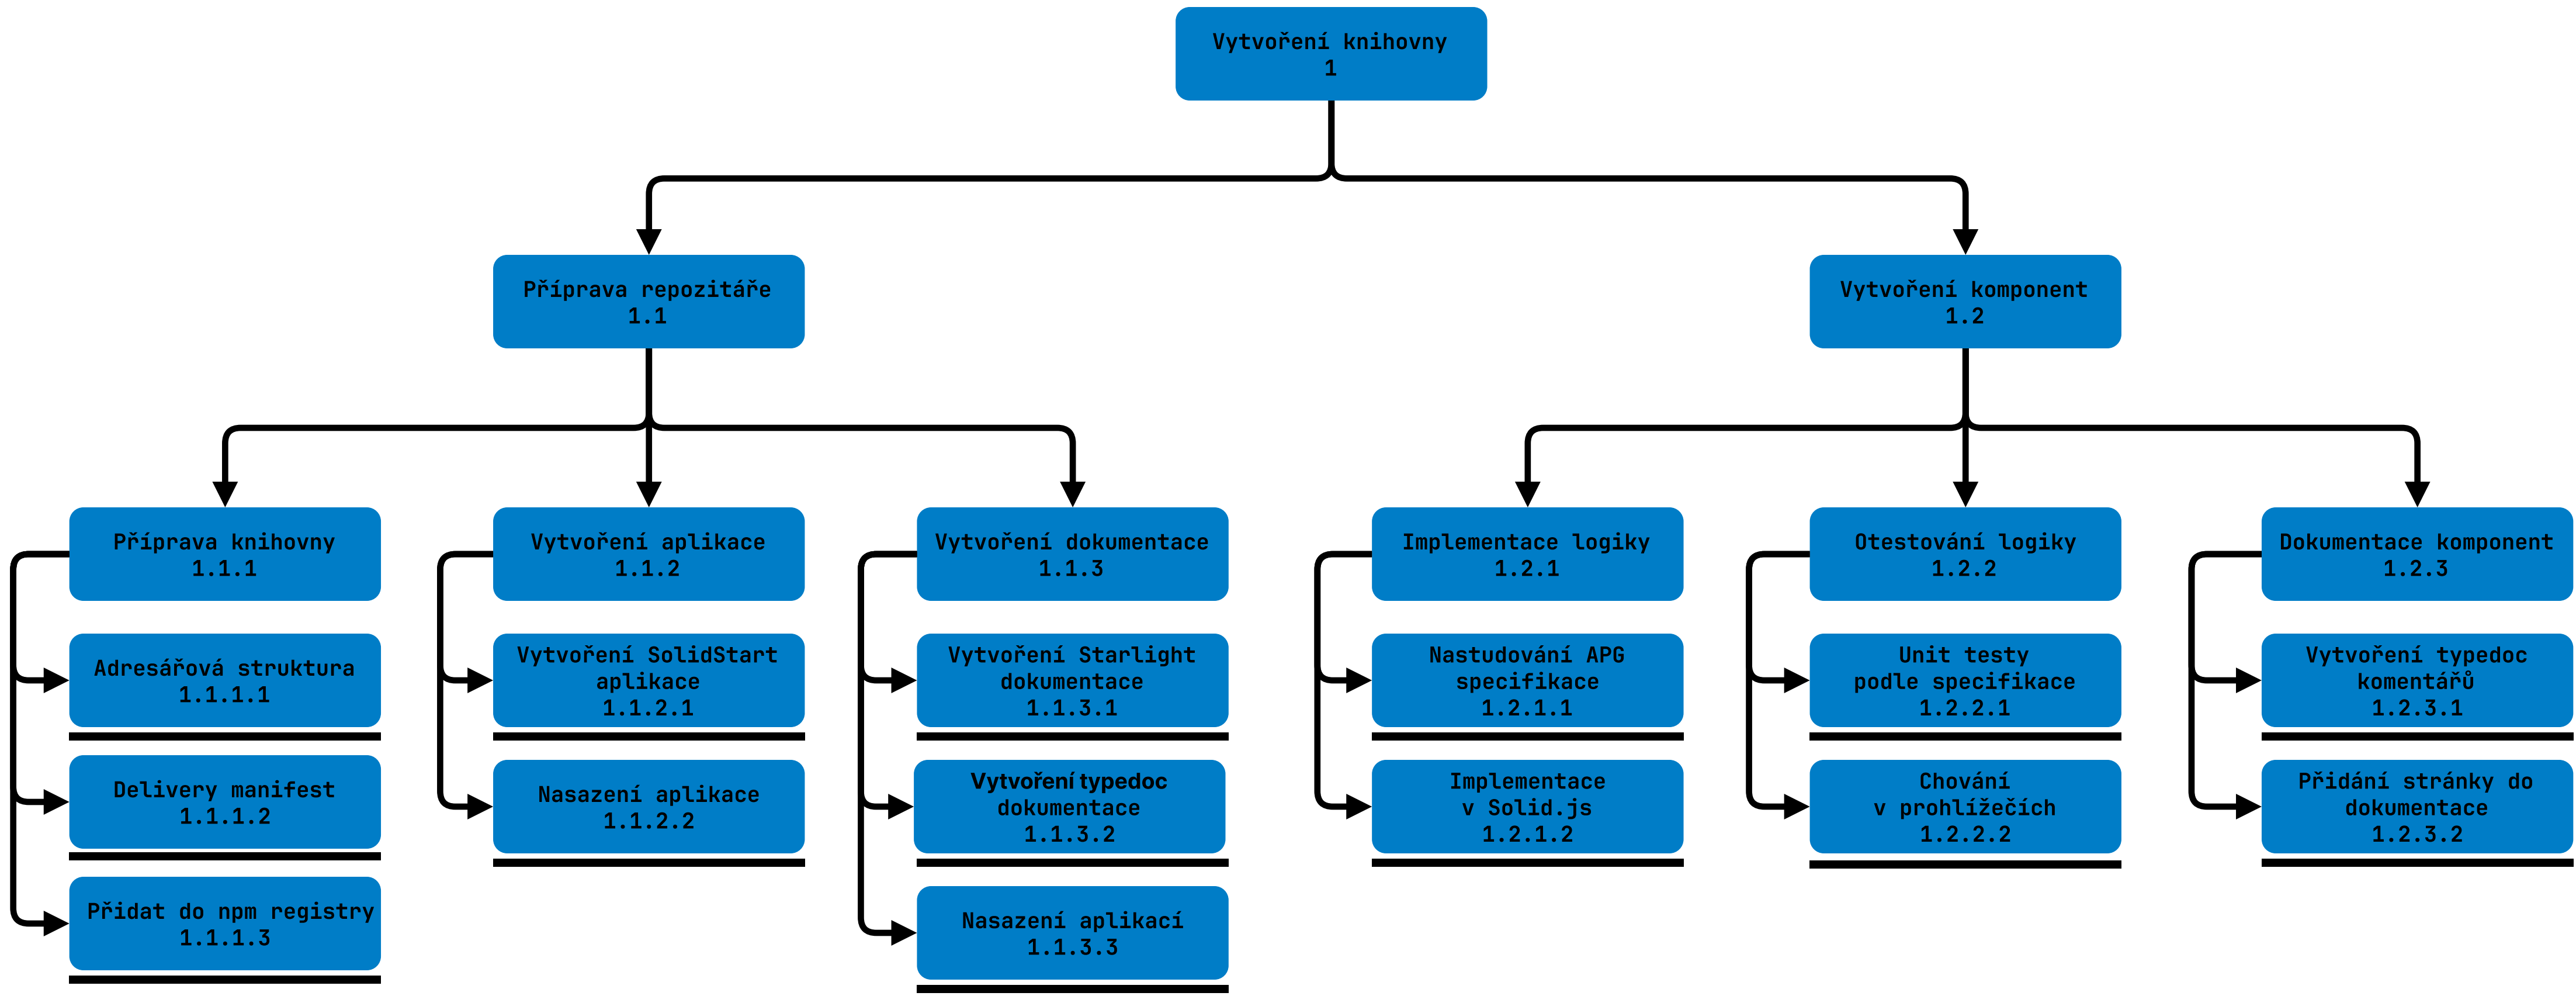 Vytvoření knihovny
1
Příprava repozitáře
1.1
Vytvoření komponent
1.2
Příprava knihovny
1.1.1
Vytvoření aplikace
1.1.2
Vytvoření dokumentace
1.1.3
Implementace logiky
1.2.1
Otestování logiky
1.2.2
Dokumentace komponent
1.2.3
Adresářová struktura
1.1.1.1
Delivery manifest
1.1.1.2
Přidat do npm registry
1.1.1.3
Vytvoření SolidStart
aplikace
1.1.2.1
Nasazení aplikace
1.1.2.2
Vytvoření Starlight
dokumentace
1.1.3.1
Vytvoření typedoc
dokumentace
1.1.3.2
Nasazení aplikací
1.1.3.3
Nastudování APG
specifikace
1.2.1.1
Implementace
v Solid.js
1.2.1.2
Unit testy
podle specifikace
1.2.2.1
Chování
v prohlížečích
1.2.2.2
Vytvoření typedoc
komentářů
1.2.3.1
Přidání stránky do
dokumentace
1.2.3.2